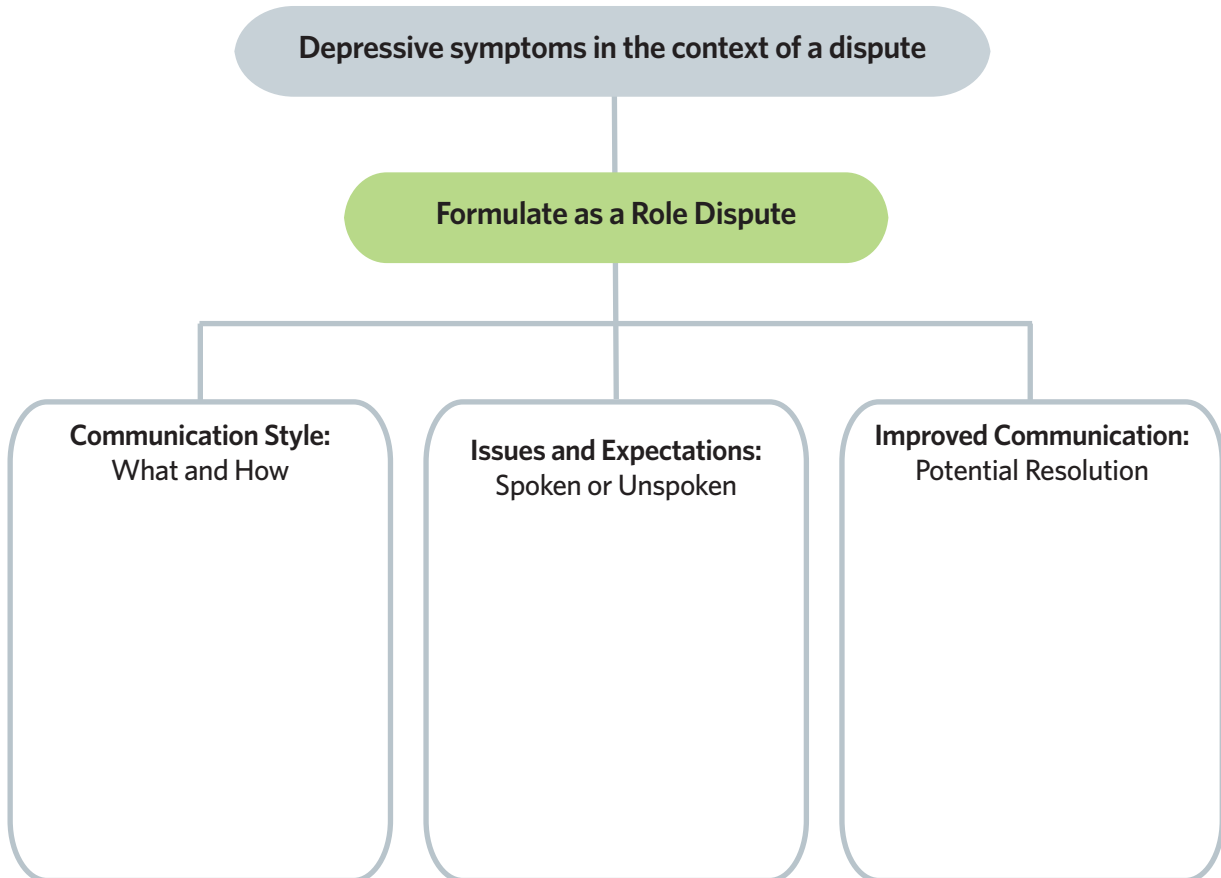 Depressive symptoms in the context of a dispute
Formulate as a Role Dispute
Communication Style:
What and How
Issues and Expectations:
Spoken or Unspoken
Improved Communication:
Potential Resolution